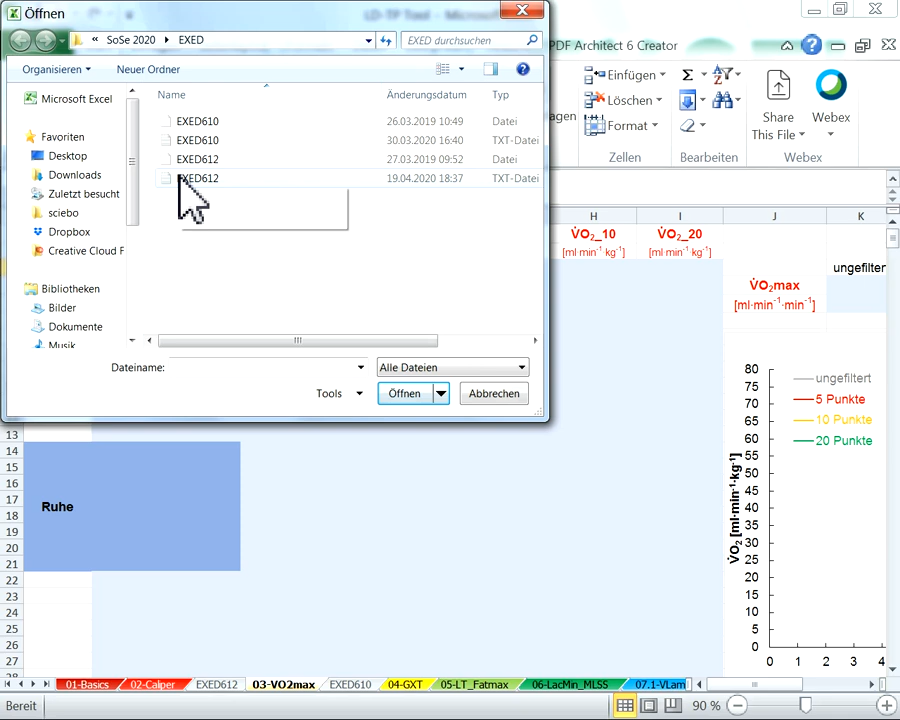 Öffnen
LD-TP Tool - Microsoft
« SoSe 2020 EXED
EXED durchsuchen
PDF Architect 6 Creator
Organisieren
Neuer Ordner
Einfügen
Löschen
Format
Share
This File
Webex
Zellen
Bearbeiten
Webex
Microsoft Excel
Favoriten
Desktop
Downloads
Zuletzt besucht
sciebo
Dropbox
Creative Cloud F
Bibliotheken
Bilder
Dokumente
Musik
Name Änderungsdatum Typ
EXED610 26.03.2019 10:49 Datei
EXED610 30.03.2020 16:40 TXT-Datei
EXED612 27.03.2019 09:52 Datei
EXED612 19.04.2020 18:37 TXT-Datei
Dateiname:
Alle Dateien
Tools
Öffnen
Abbrechen
H I J K
V̇O₂_10 V̇O₂_20
[ml·min⁻¹·kg⁻¹] [ml·min⁻¹·kg⁻¹]
V̇O₂max
[ml·min⁻¹·min⁻¹]
ungefilter
13
14
15
16
17
18
19
20
21
22
23
24
25
26
27
28
Ruhe
V̇O₂ [ml·min⁻¹·kg⁻¹]
80
75
70
65
60
55
50
45
40
35
30
25
20
15
10
5
0
0 1 2 3 4
ungefiltert
5 Punkte
10 Punkte
20 Punkte
01-Basics 02-Caliper EXED612 03-VO2max EXED610 04-GXT 05-LT_Fatmax 06-LacMin_MLSS 07.1-VLam
Bereit
90 %